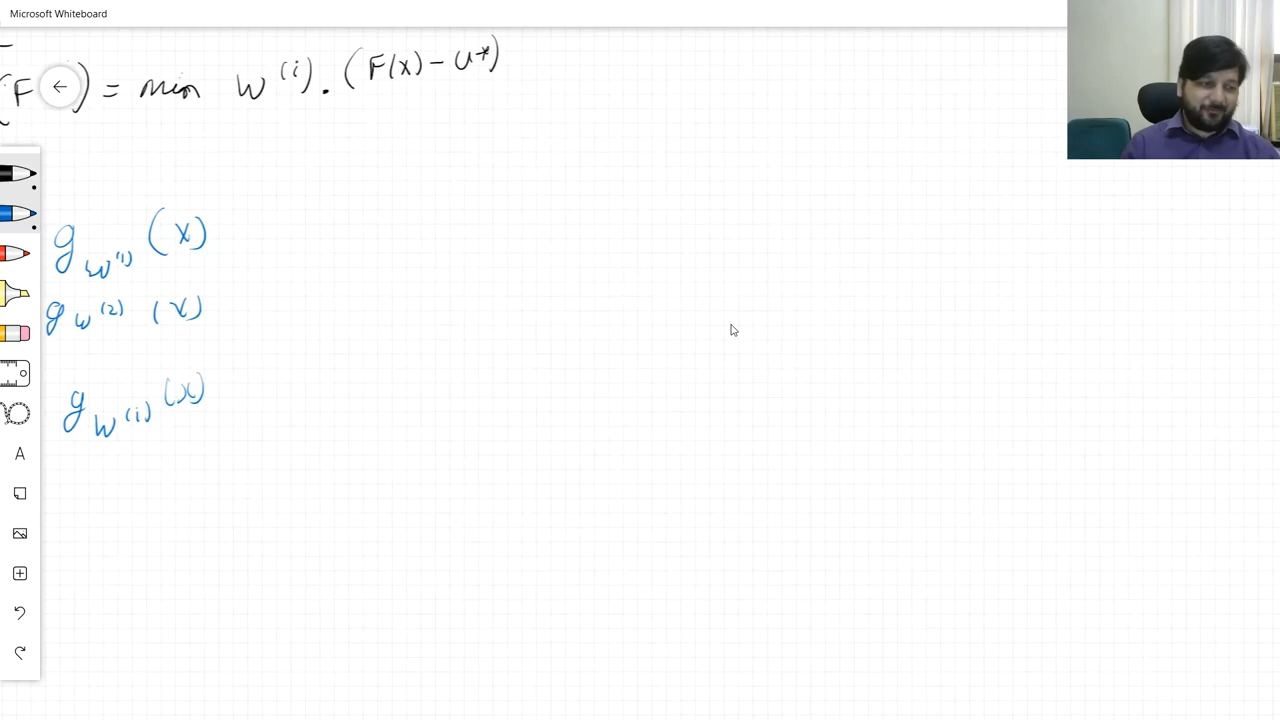 Microsoft Whiteboard
(F ) = min W^(i) . (F(x) - U*)
g_w^(1) (x)
g_w^(2) (x)
g_w^(i) (x)
A